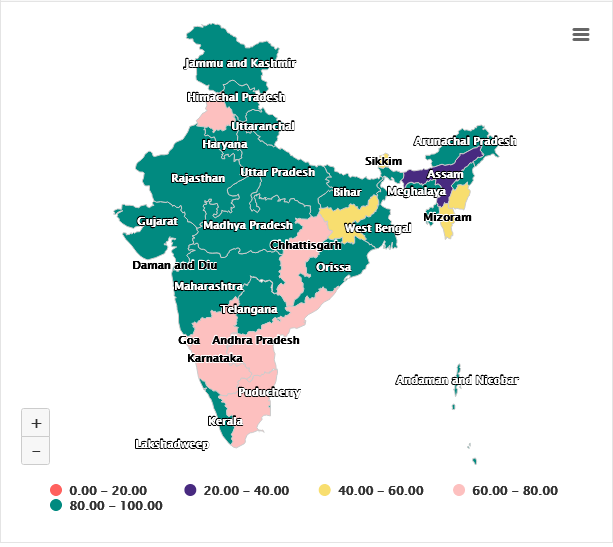 Jammu and Kashmir
Himachal Pradesh
Uttaranchal
Arunachal Pradesh
Haryana
Sikkim
Uttar Pradesh
Assam
Rajasthan
Bihar
Meghalaya
Gujarat
Mizoram
Madhya Pradesh
West Bengal
Chhattisgarh
Daman and Diu
Orissa
Maharashtra
Telangana
Goa
Andhra Pradesh
Karnataka
Andaman and Nicobar
Puducherry
Kerala
+
Lakshadweep
−
0.00 – 20.00 20.00 – 40.00 40.00 – 60.00 60.00 – 80.00
80.00 – 100.00